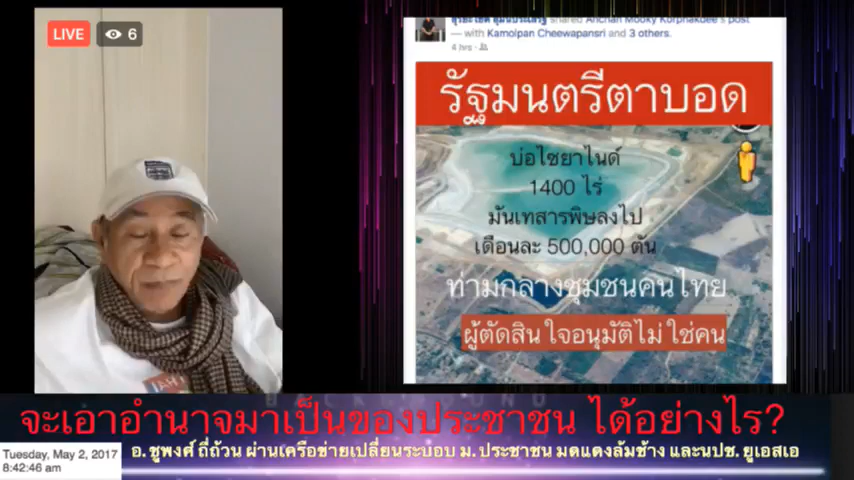 LIVE 6
shared Anchan Mooky Korphakdee's post
— with Kamolpan Cheewapansri and 3 others.
4 hrs
รัฐมนตรีตาบอด
บ่อไซยาไนด์
1400 ไร่
มันเทสารพิษลงไป
เดือนละ 500,000 ตัน
ท่ามกลางชุมชนคนไทย
ผู้ตัดสินใจอนุมัติไม่ใช่คน
จะเอาอำนาจมาเป็นของประชาชน ได้อย่างไร?
อ. ชูพงศ์ ถี่ถ้วน ผ่านเครือข่ายเปลี่ยนระบอบ ม. ประชาชน มดแดงล้มช้าง และนปช. ยูเอสเอ
Tuesday, May 2, 2017
8:42:46 am